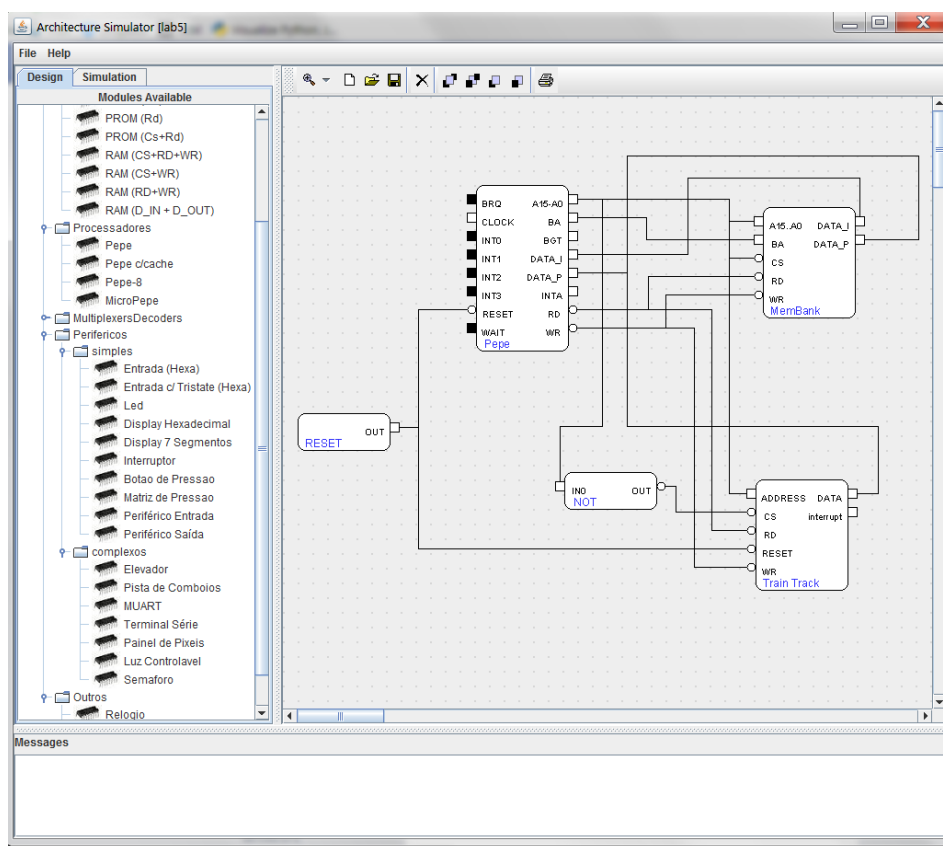 Architecture Simulator [lab5]
File Help
Design Simulation
Modules Available
PROM (Rd)
PROM (Cs+Rd)
RAM (CS+RD+WR)
RAM (CS+WR)
RAM (RD+WR)
RAM (D_IN + D_OUT)
Processadores
Pepe
Pepe c/cache
Pepe-8
MicroPepe
MultiplexersDecoders
Perifericos
simples
Entrada (Hexa)
Entrada c/ Tristate (Hexa)
Led
Display Hexadecimal
Display 7 Segmentos
Interruptor
Botao de Pressao
Matriz de Pressao
Periférico Entrada
Periférico Saída
complexos
Elevador
Pista de Comboios
MUART
Terminal Série
Painel de Pixeis
Luz Controlavel
Semaforo
Outros
Relogio
BRQ A15-A0
CLOCK BA
INT0 BGT
INT1 DATA_I
INT2 DATA_P
INT3 INTA
RESET RD
WAIT WR
Pepe
A15..A0 DATA_I
BA DATA_P
CS
RD
WR
MemBank
OUT
RESET
IN0 OUT
NOT
ADDRESS DATA
CS interrupt
RD
RESET
WR
Train Track
Messages